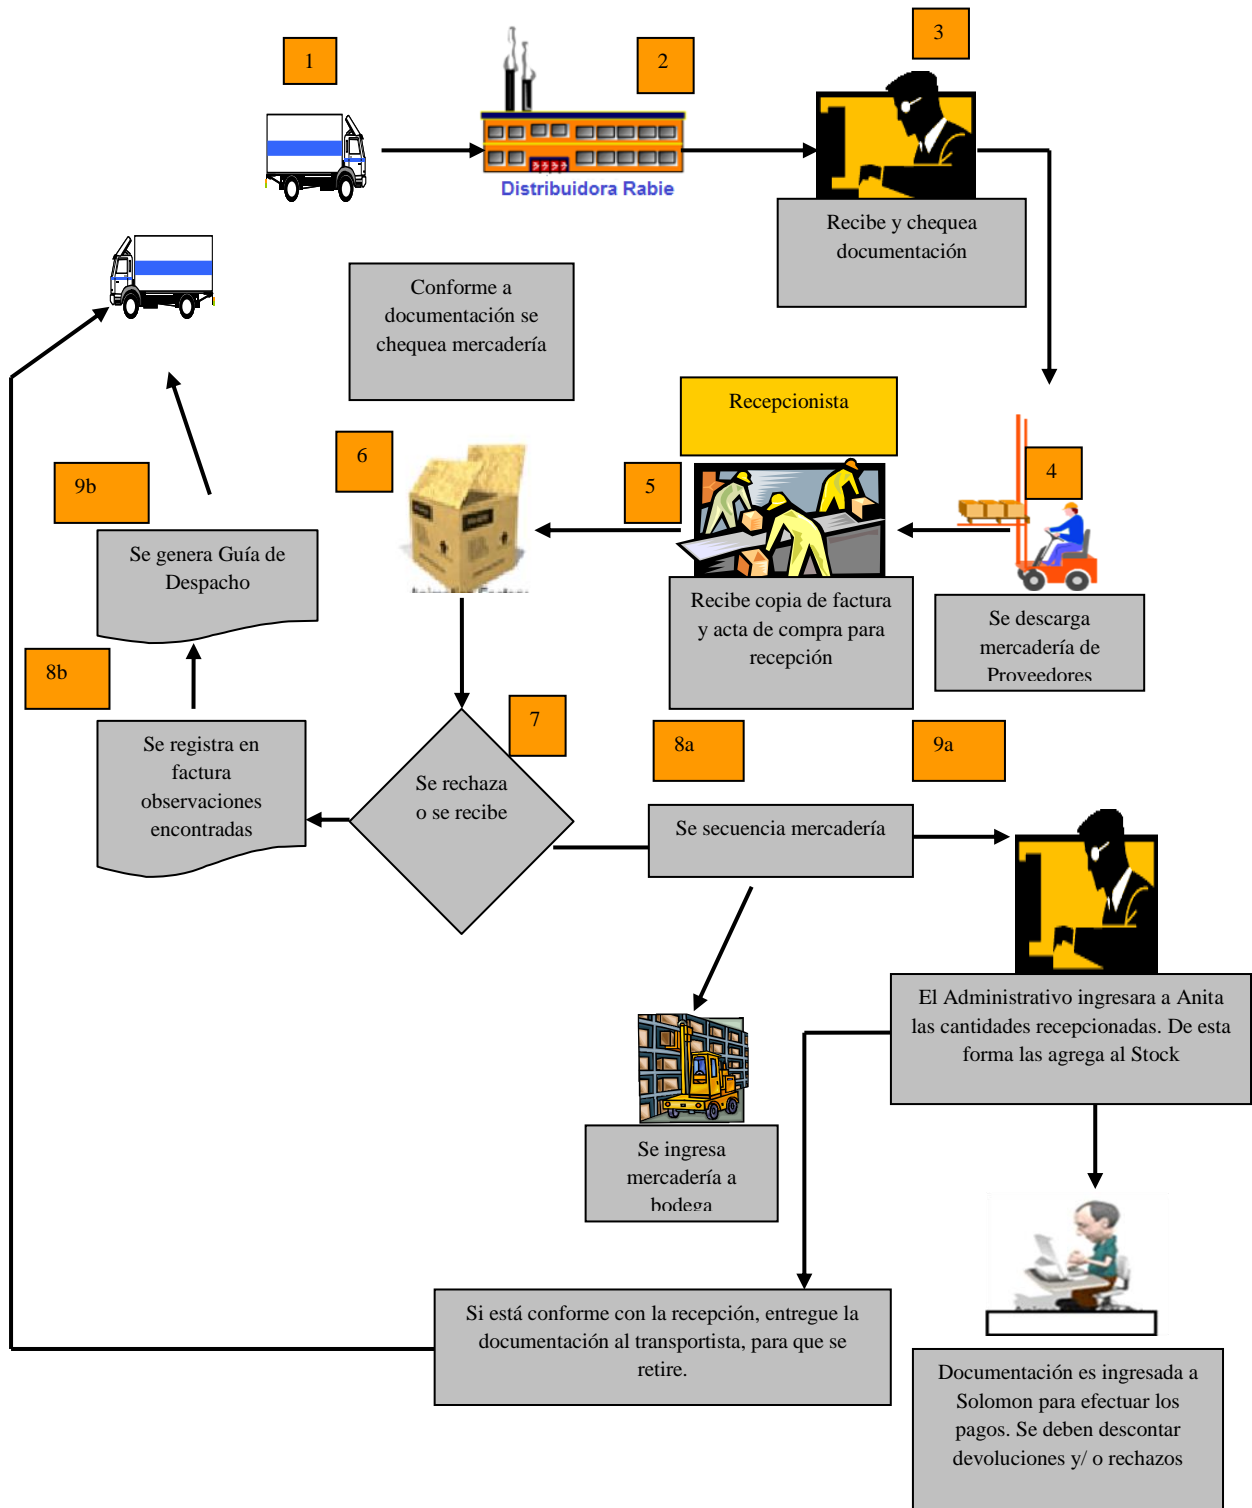 1
2
3
Distribuidora Rabie
Recibe y chequea
documentación
Conforme a
documentación se
chequea mercadería
Recepcionista
6
5
4
9b
Se genera Guía de
Despacho
Recibe copia de factura
y acta de compra para
recepción
Se descarga
mercadería de
Proveedores
8b
7
8a
9a
Se registra en
factura
observaciones
encontradas
Se rechaza
o se recibe
Se secuencia mercadería
El Administrativo ingresara a Anita
las cantidades recepcionadas. De esta
forma las agrega al Stock
Se ingresa
mercadería a
bodega
Si está conforme con la recepción, entregue la
documentación al transportista, para que se
retire.
Documentación es ingresada a
Solomon para efectuar los
pagos. Se deben descontar
devoluciones y/ o rechazos